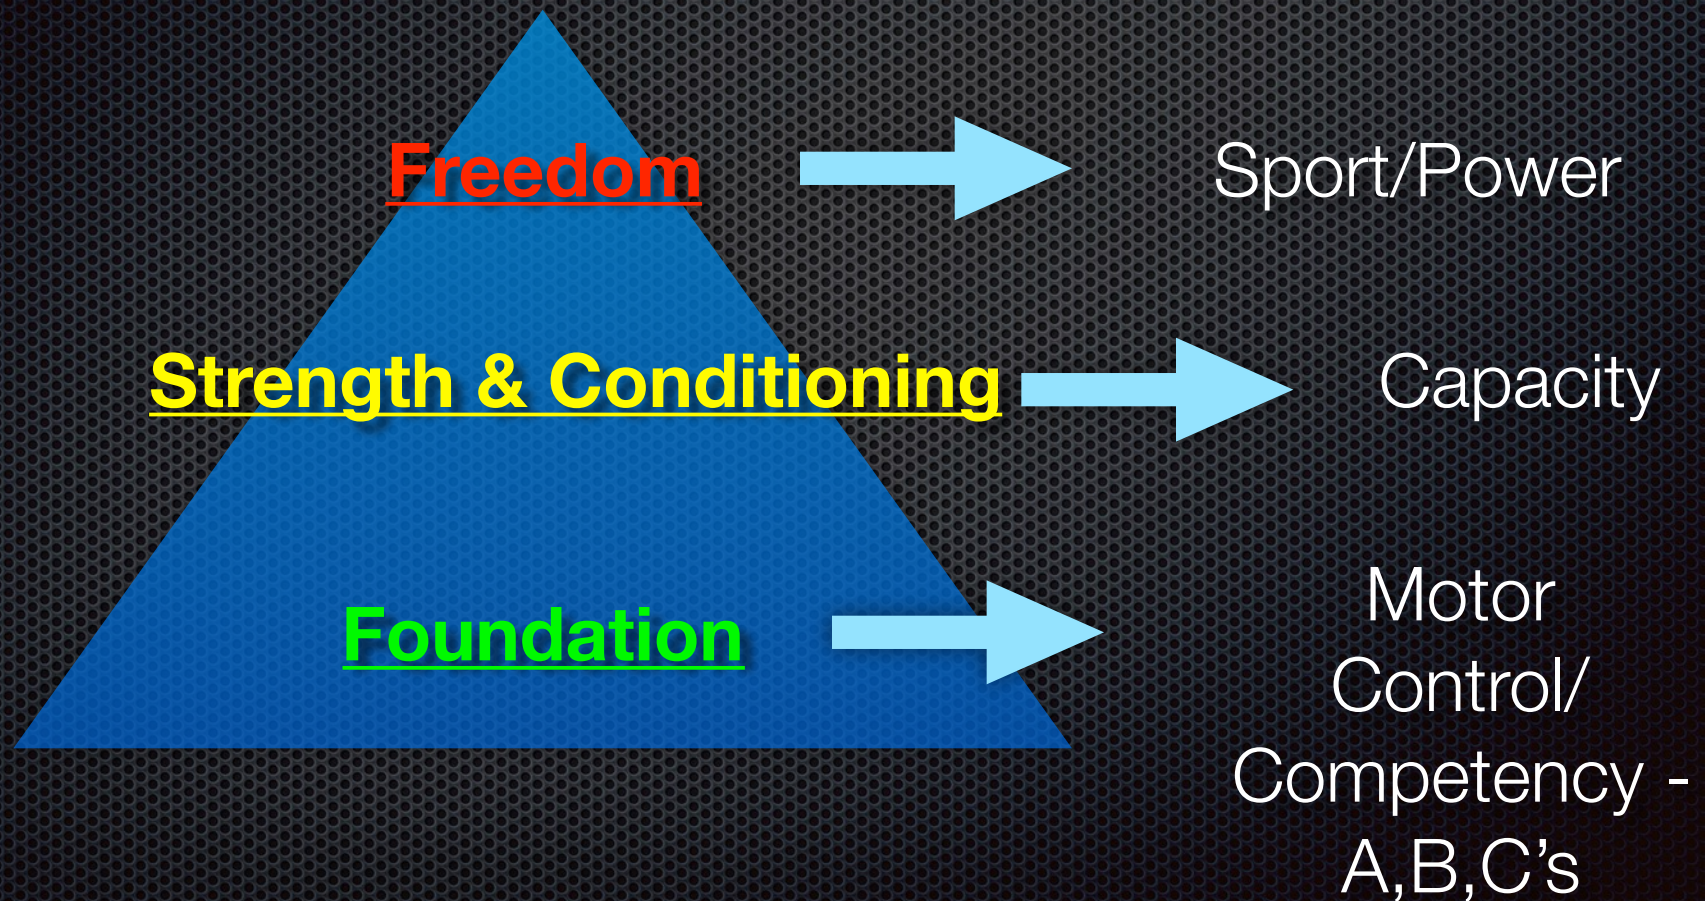 Freedom
Sport/Power
Strength & Conditioning
Capacity
Foundation
Motor
Control/
Competency -
A,B,C’s